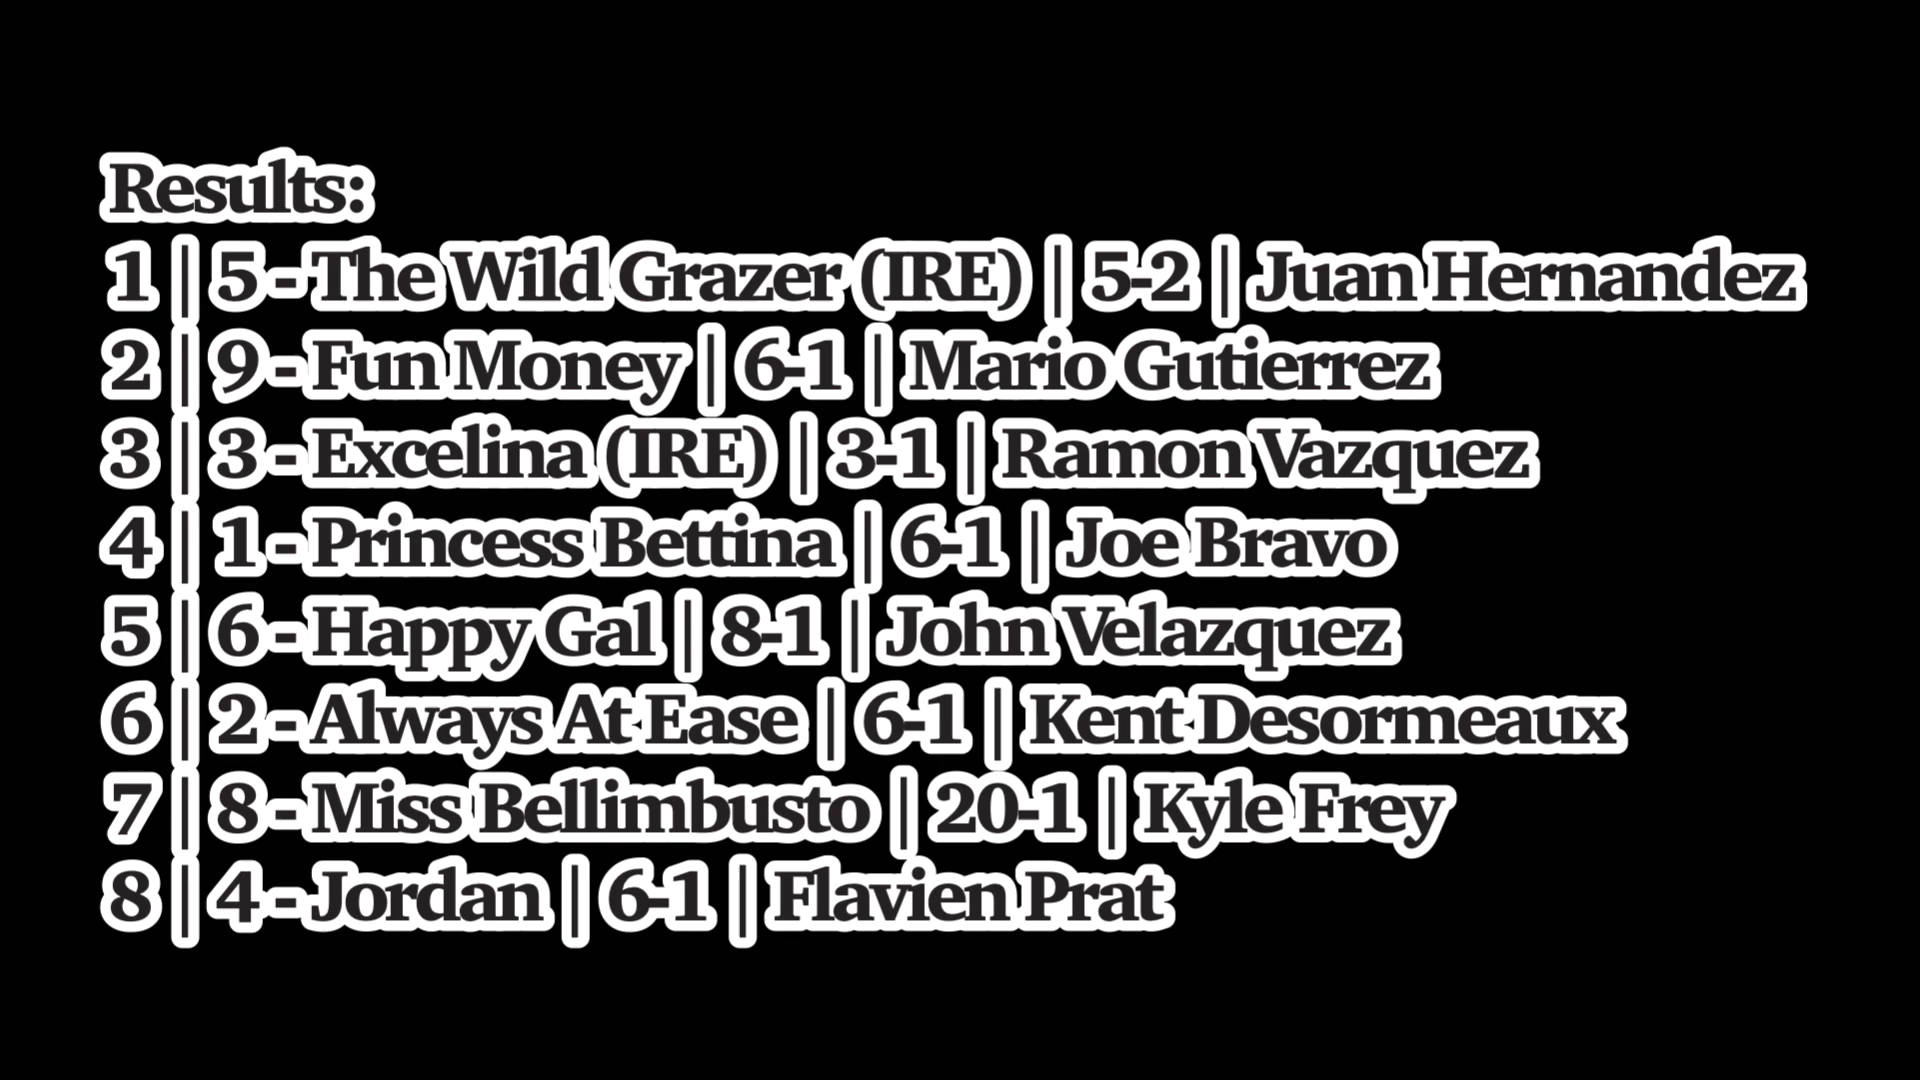 Results:
1 | 5 - The Wild Grazer (IRE) | 5-2 | Juan Hernandez
2 | 9 - Fun Money | 6-1 | Mario Gutierrez
3 | 3 - Excelina (IRE) | 3-1 | Ramon Vazquez
4 | 1 - Princess Bettina | 6-1 | Joe Bravo
5 | 6 - Happy Gal | 8-1 | John Velazquez
6 | 2 - Always At Ease | 6-1 | Kent Desormeaux
7 | 8 - Miss Bellimbusto | 20-1 | Kyle Frey
8 | 4 - Jordan | 6-1 | Flavien Prat